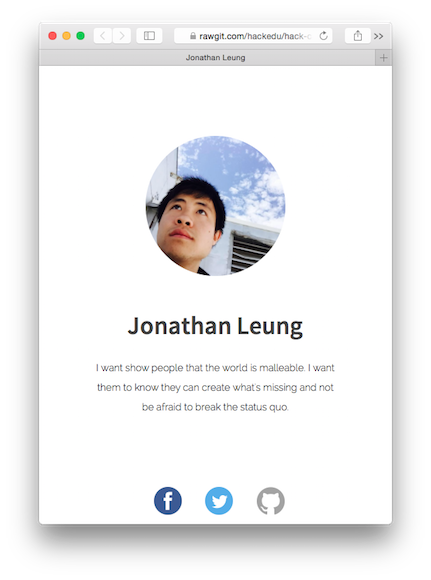 rawgit.com/hackedu/hack-
Jonathan Leung
Jonathan Leung
I want show people that the world is malleable. I want
them to know they can create what's missing and not
be afraid to break the status quo.